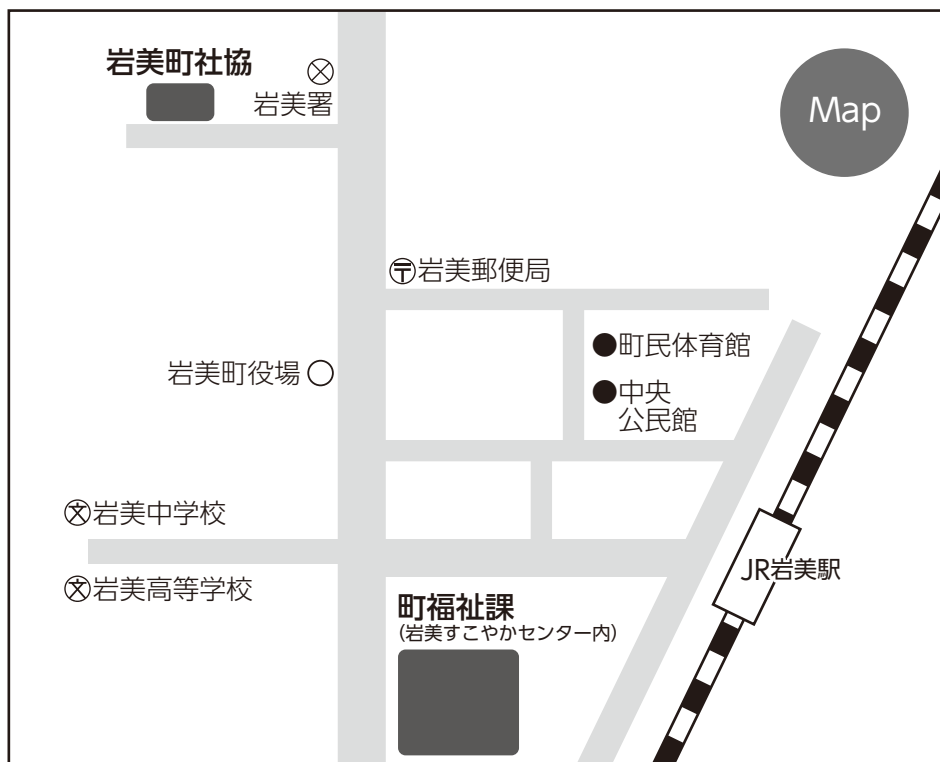 岩美町社協
岩美署
Map
〒岩美郵便局
町民体育館
岩美町役場
中央
公民館
文岩美中学校
JR岩美駅
文岩美高等学校
町福祉課
(岩美すこやかセンター内)